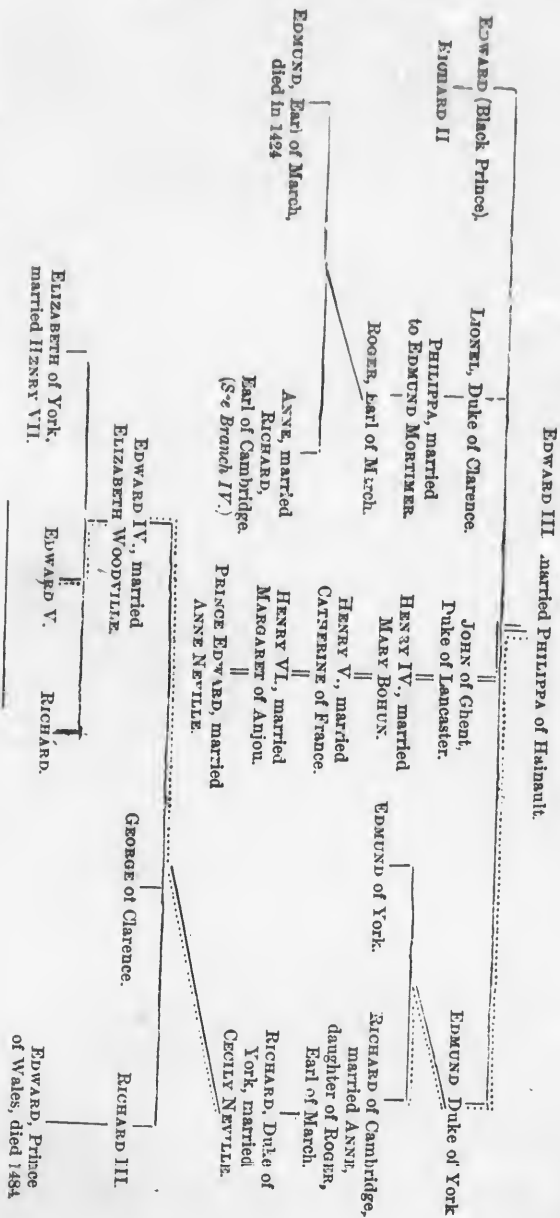 EDWARD III. married PHILIPPA of Hainault.
EDWARD (Black Prince).
RICHARD II
LIONEL, Duke of Clarence.
PHILIPPA, married
to EDMUND MORTIMER.
ROGER, Earl of March.
EDMUND, Earl of March,
died in 1424
ANNE, married
RICHARD,
Earl of Cambridge.
(See Branch IV.)
JOHN of Ghent,
Duke of Lancaster.
HENRY IV., married
MARY BOHUN.
HENRY V., married
CATHERINE of France.
HENRY VI., married
MARGARET of Anjou.
PRINCE EDWARD, married
ANNE NEVILLE.
EDMUND Duke of York
EDMUND of York.
RICHARD of Cambridge,
married ANNE,
daughter of ROGER,
Earl of March.
RICHARD, Duke of
York, married
CECILY NEVILLE.
EDWARD IV., married
ELIZABETH WOODVILLE.
GEORGE of Clarence.
RICHARD III.
ELIZABETH of York,
married HENRY VII.
EDWARD V.
RICHARD.
EDWARD, Prince
of Wales, died 1484